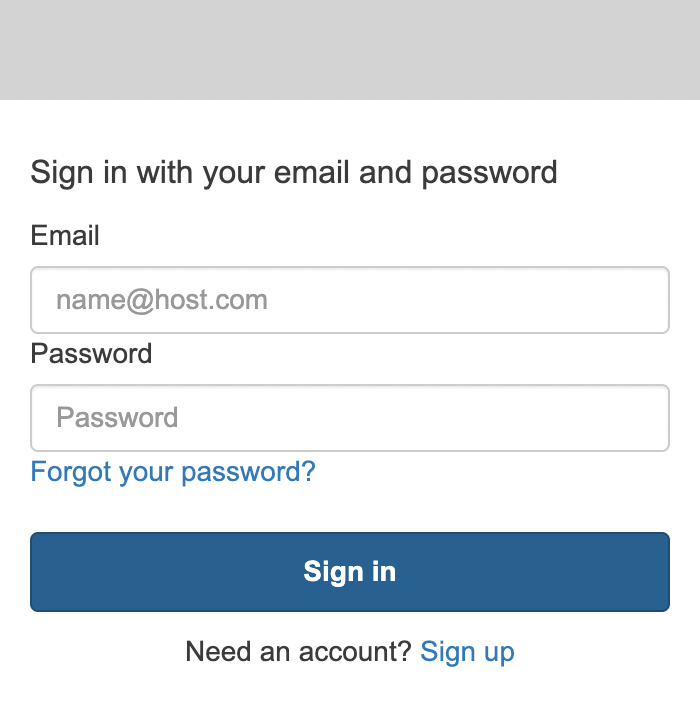 Sign in with your email and password
Email
name@host.com
Password
Password
Forgot your password?
Sign in
Need an account? Sign up